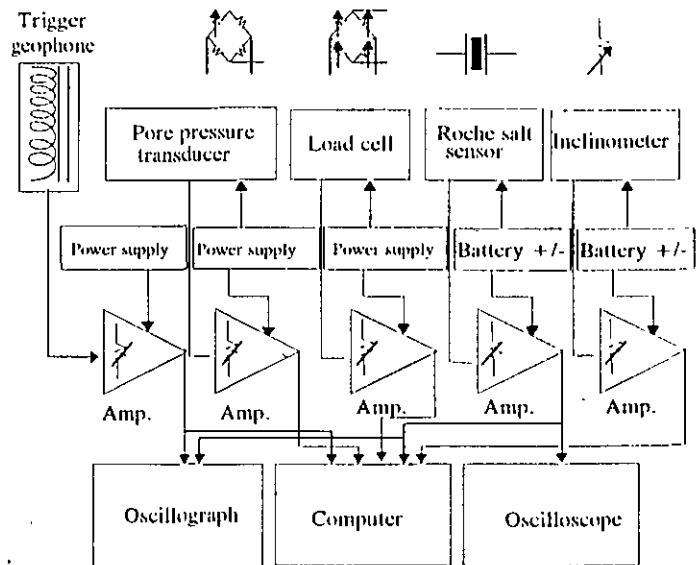 Trigger
geophone
Pore pressure
transducer
Load cell
Roche salt
sensor
Inclinometer
Power supply
Power supply
Power supply
Battery +/-
Battery +/-
Amp.
Amp.
Amp.
Amp.
Amp.
Oscillograph
Computer
Oscilloscope